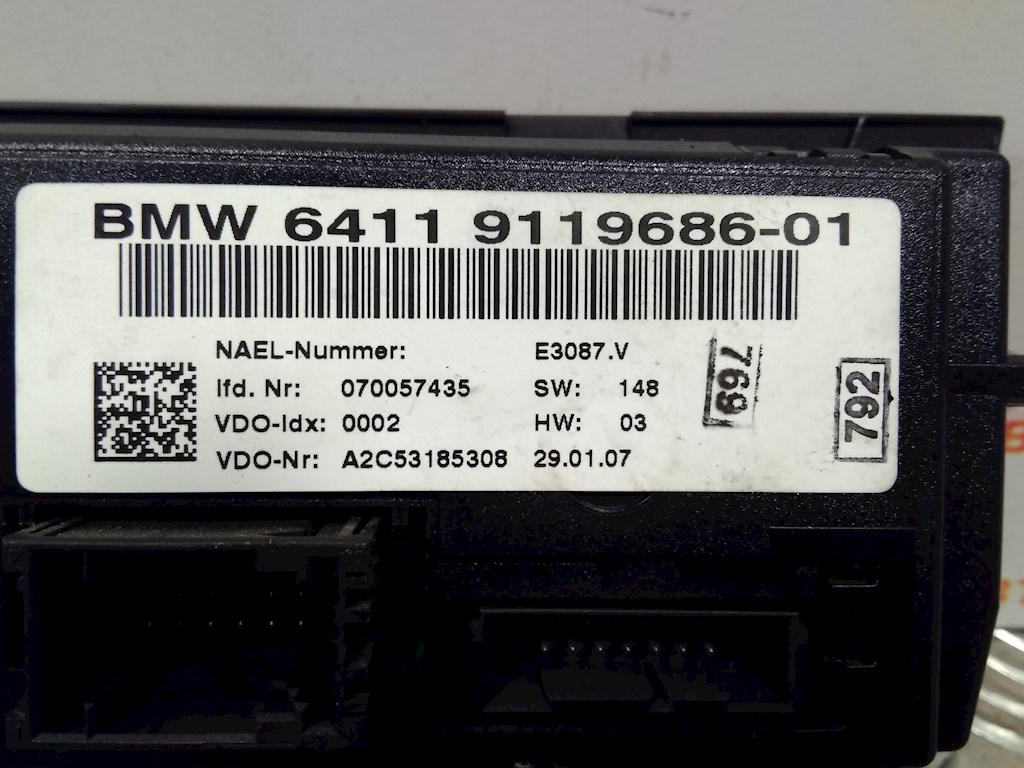 BMW 6411 9119686-01
NAEL-Nummer: E3087.V
lfd. Nr: 070057435 SW: 148
VDO-Idx: 0002 HW: 03
VDO-Nr: A2C53185308 29.01.07
769
792